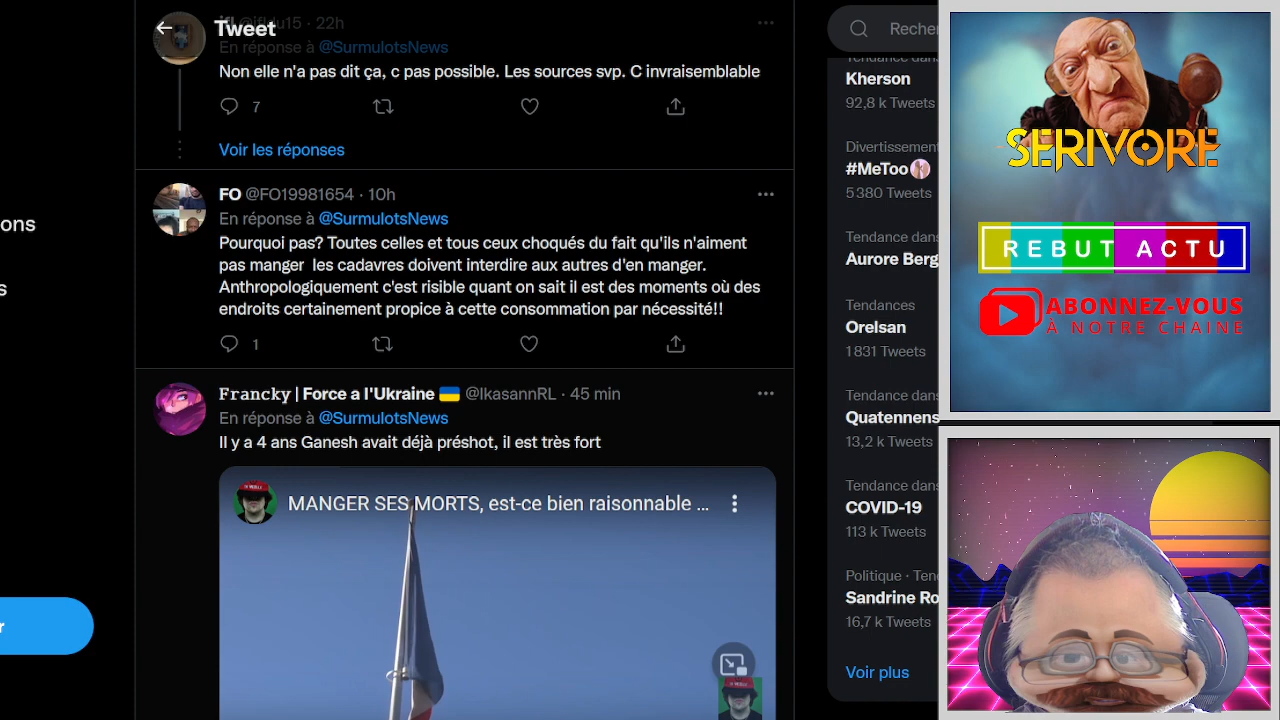 ifl @ifldu15 · 22h
Tweet
En réponse à @SurmulotsNews
Non elle n'a pas dit ça, c pas possible. Les sources svp. C invraisemblable
7
Voir les réponses
FO @FO19981654 · 10h
En réponse à @SurmulotsNews
Pourquoi pas? Toutes celles et tous ceux choqués du fait qu'ils n'aiment
pas manger les cadavres doivent interdire aux autres d'en manger.
Anthropologiquement c'est risible quant on sait il est des moments où des
endroits certainement propice à cette consommation par nécessité!!
1
Francky | Force a l'Ukraine @IkasannRL · 45 min
En réponse à @SurmulotsNews
Il y a 4 ans Ganesh avait déjà préshot, il est très fort
MANGER SES MORTS, est-ce bien raisonnable ...
ons
s
r
Recher
Tendance dans
Kherson
92,8 k Tweets
Divertissement
#MeToo
5 380 Tweets
Tendance dans
Aurore Berg
Tendances
Orelsan
1 831 Tweets
Tendance dans
Quatennens
13,2 k Tweets
Tendance dans
COVID-19
113 k Tweets
Politique · Ten
Sandrine Ro
16,7 k Tweets
Voir plus
SERIVORE
REBUT ACTU
ABONNEZ-VOUS
À NOTRE CHAINE